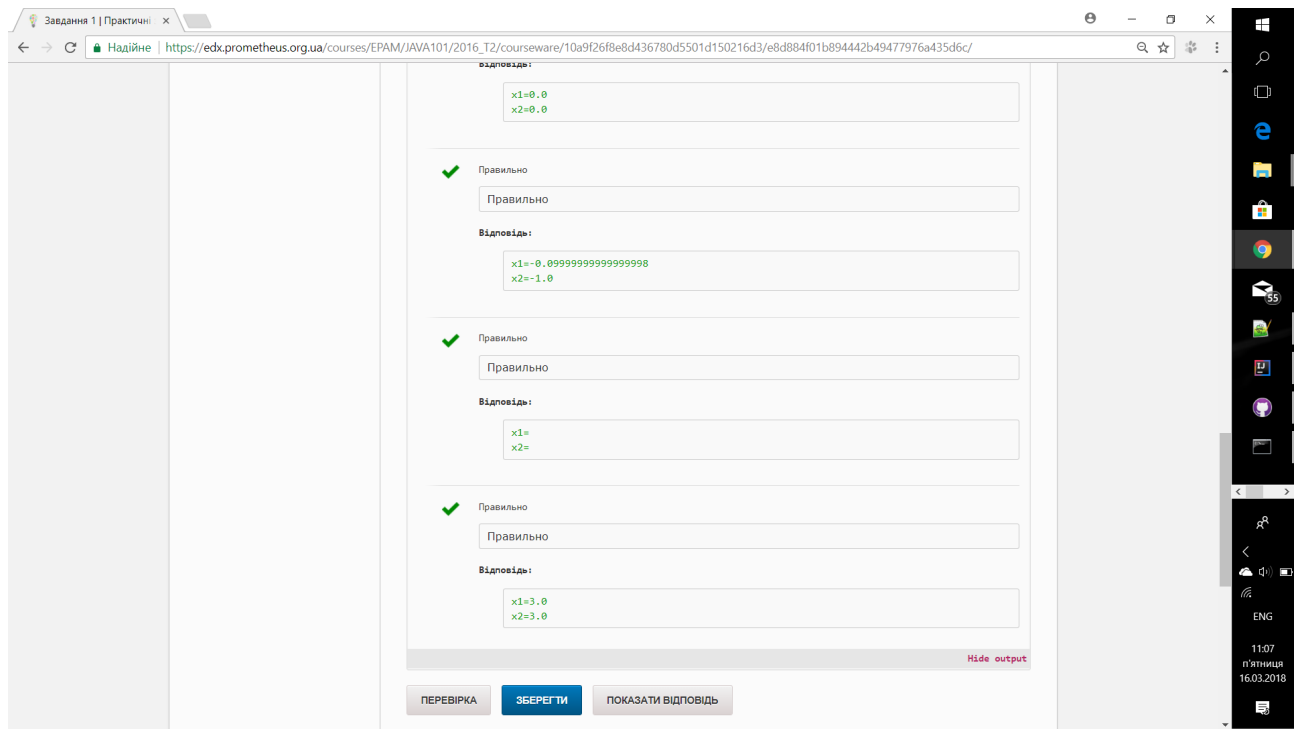 Завдання 1 | Практичні
Надійне
https://edx.prometheus.org.ua/courses/EPAM/JAVA101/2016_T2/courseware/10a9f26f8e8d436780d5501d150216d3/e8d884f01b894442b49477976a435d6c/
Відповідь:
x1=0.0
x2=0.0
Правильно
Правильно
Відповідь:
x1=-0.09999999999999998
x2=-1.0
Правильно
Правильно
Відповідь:
x1=
x2=
Правильно
Правильно
Відповідь:
x1=3.0
x2=3.0
Hide output
ПЕРЕВІРКА
ЗБЕРЕГТИ
ПОКАЗАТИ ВІДПОВІДЬ
55
IJ
ENG
11:07
п'ятниця
16.03.2018